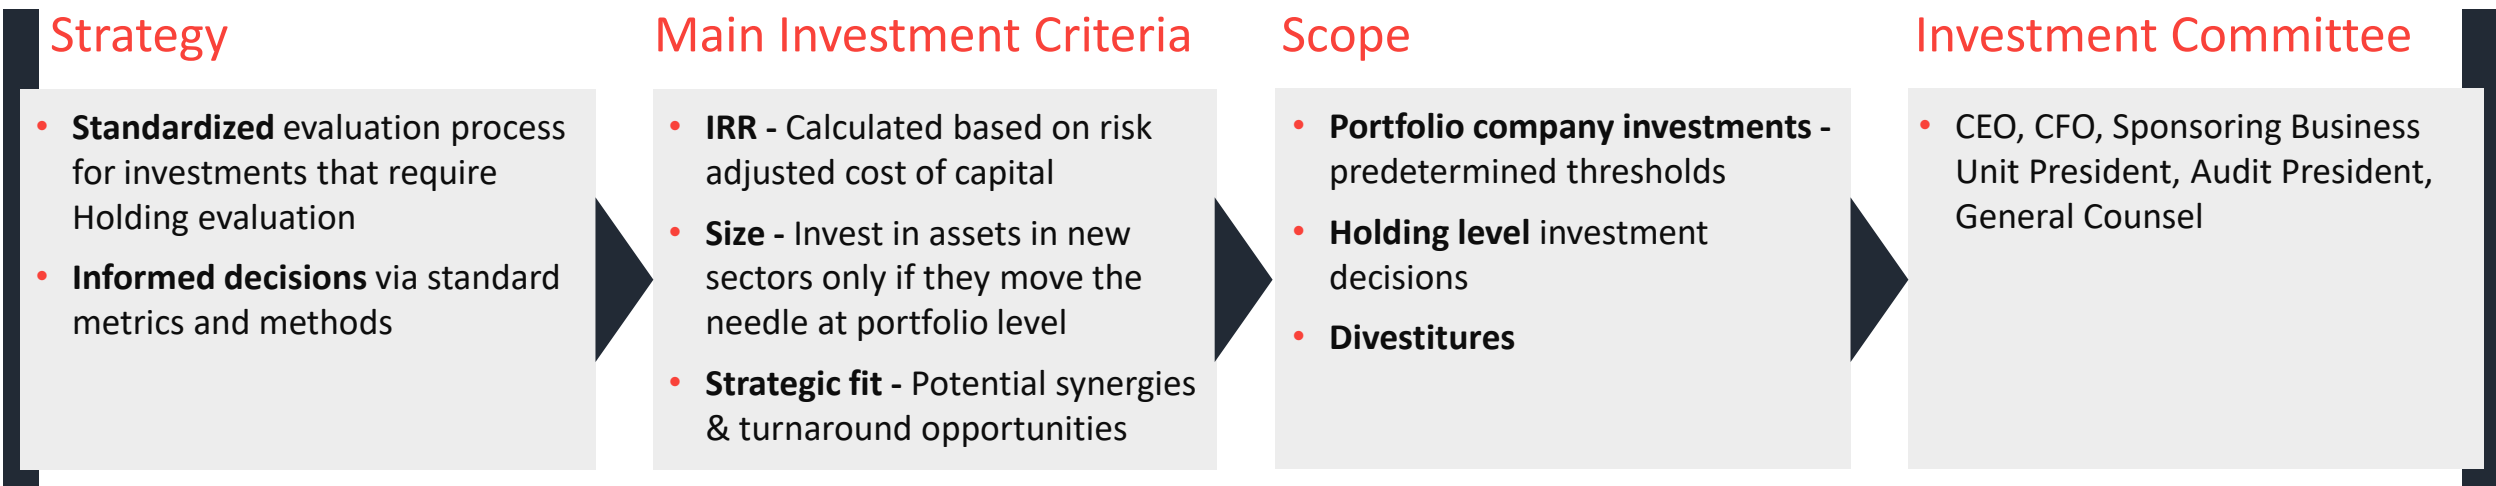 Strategy
• Standardized evaluation process
for investments that require
Holding evaluation
• Informed decisions via standard
metrics and methods
Main Investment Criteria
• IRR - Calculated based on risk
adjusted cost of capital
• Size - Invest in assets in new
sectors only if they move the
needle at portfolio level
• Strategic fit - Potential synergies
& turnaround opportunities
Scope
• Portfolio company investments -
predetermined thresholds
• Holding level investment
decisions
• Divestitures
Investment Committee
• CEO, CFO, Sponsoring Business
Unit President, Audit President,
General Counsel